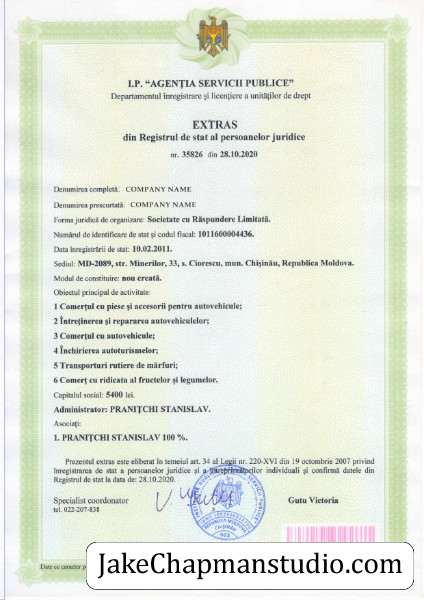 I.P. “AGENȚIA SERVICII PUBLICE”
Departamentul înregistrare și licențiere a unităților de drept
EXTRAS
din Registrul de stat al persoanelor juridice
nr. 35826 din 28.10.2020
Denumirea completă: COMPANY NAME
Denumirea prescurtată: COMPANY NAME
Forma juridică de organizare: Societate cu Răspundere Limitată.
Numărul de identificare de stat și codul fiscal: 1011600004436.
Data înregistrării de stat: 10.02.2011.
Sediul: MD-2089, str. Minerilor, 33, s. Ciorescu, mun. Chișinău, Republica Moldova.
Modul de constituire: nou creată.
Obiectul principal de activitate:
1 Comerțul cu piese și accesorii pentru autovehicule;
2 Întreținerea și repararea autovehiculelor;
3 Comerțul cu autovehicule;
4 Închirierea autoturismelor;
5 Transporturi rutiere de mărfuri;
6 Comerț cu ridicata al fructelor și legumelor.
Capitalul social: 5400 lei.
Administrator: PRANIȚCHI STANISLAV.
Asociați:
1. PRANIȚCHI STANISLAV 100 %.
Prezentul extras este eliberat în temeiul art. 34 al Legii nr. 220-XVI din 19 octombrie 2007 privind
înregistrarea de stat a persoanelor juridice și a întreprinzătorilor individuali și confirmă datele din
Registrul de stat la data de: 28.10.2020.
Specialist coordonator
Gutu Victoria
tel. 022-207-838
JakeChapmanstudio.com